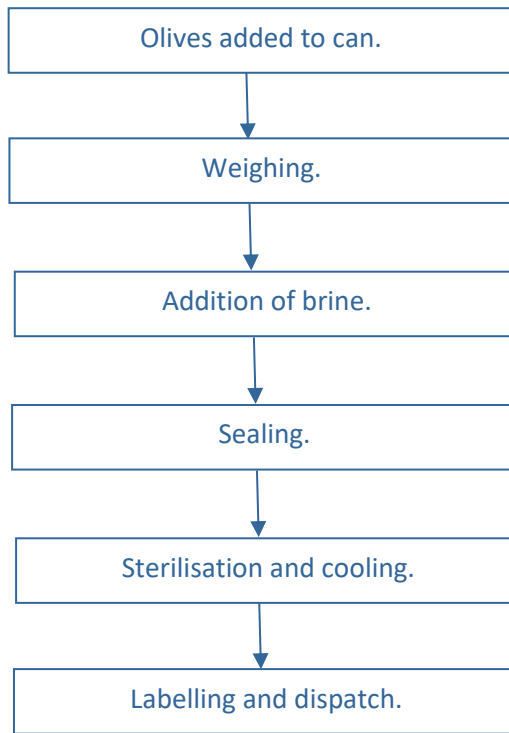 Olives added to can.
Weighing.
Addition of brine.
Sealing.
Sterilisation and cooling.
Labelling and dispatch.